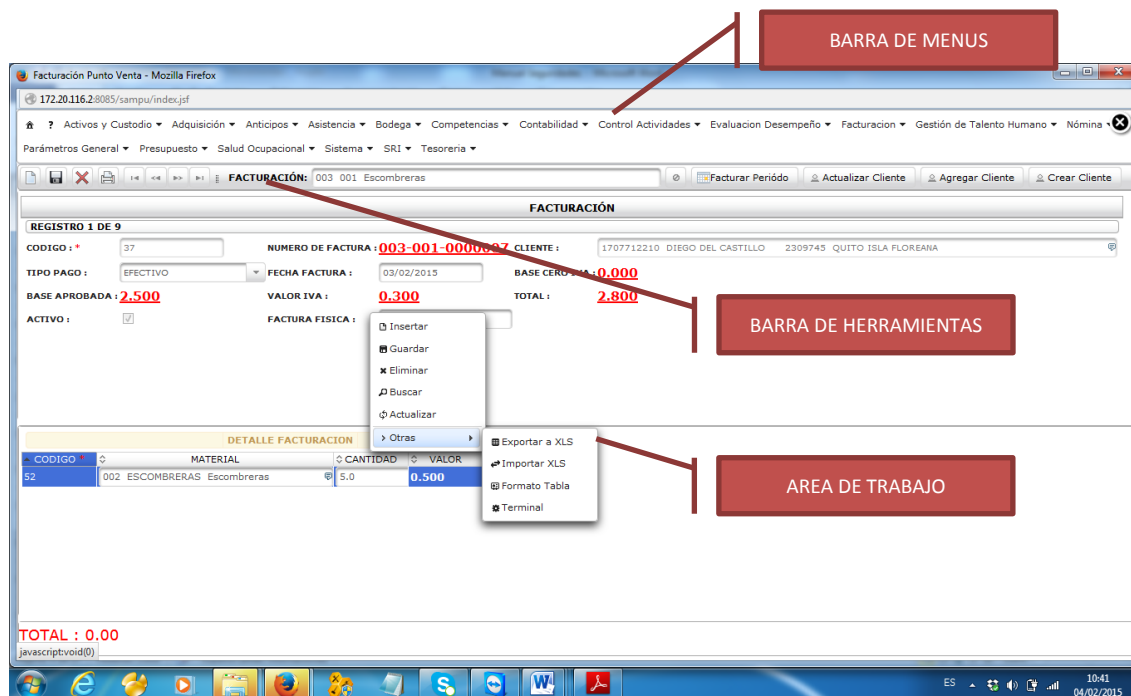 BARRA DE MENUS
Facturación Punto Venta - Mozilla Firefox
172.20.116.2:8085/sampu/index.jsf
? Activos y Custodio Adquisición Anticipos Asistencia Bodega Competencias Contabilidad Control Actividades Evaluacion Desempeño Facturacion Gestión de Talento Humano Nómina
Parámetros General Presupuesto Salud Ocupacional Sistema SRI Tesoreria
FACTURACIÓN: 003 001 Escombreras Facturar Periódo Actualizar Cliente Agregar Cliente Crear Cliente
FACTURACIÓN
REGISTRO 1 DE 9
CODIGO : * 37 NUMERO DE FACTURA : 003-001-0000007 CLIENTE : 1707712210 DIEGO DEL CASTILLO 2309745 QUITO ISLA FLOREANA
TIPO PAGO : EFECTIVO FECHA FACTURA : 03/02/2015 BASE CERO IVA : 0.000
BASE APROBADA : 2.500 VALOR IVA : 0.300 TOTAL : 2.800
ACTIVO : FACTURA FISICA :
BARRA DE HERRAMIENTAS
Insertar
Guardar
Eliminar
Buscar
Actualizar
Otras
DETALLE FACTURACION
Exportar a XLS
Importar XLS
Formato Tabla
Terminal
CODIGO * MATERIAL CANTIDAD VALOR
52 002 ESCOMBRERAS Escombreras 5.0 0.500
AREA DE TRABAJO
TOTAL : 0.00
javascript:void(0)
ES 10:41
04/02/2015